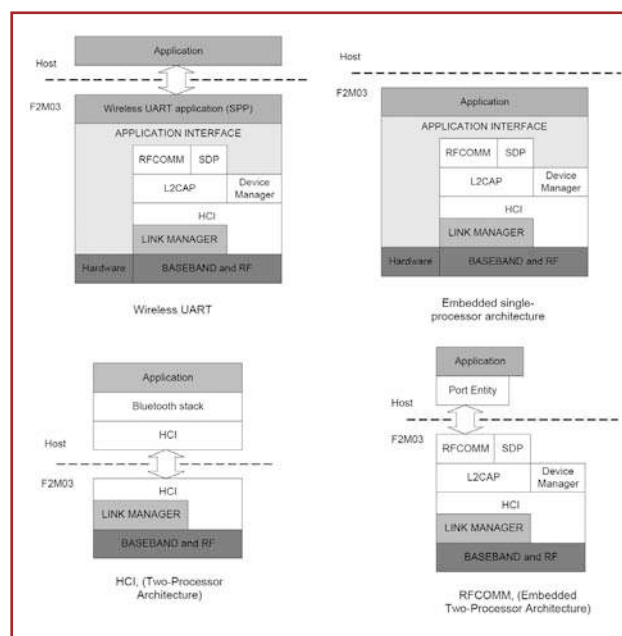 Application
Host
F2M03
Wireless UART application (SPP)
APPLICATION INTERFACE
RFCOMM SDP
L2CAP Device
Manager
HCI
LINK MANAGER
Hardware BASEBAND and RF
Wireless UART
Host
F2M03
Application
APPLICATION INTERFACE
RFCOMM SDP
L2CAP Device
Manager
HCI
LINK MANAGER
Hardware BASEBAND and RF
Embedded single-
processor architecture
Application
Bluetooth stack
HCI
Host
F2M03
HCI
LINK MANAGER
BASEBAND and RF
HCI, (Two-Processor
Architecture)
Application
Port Entity
Host
F2M03
RFCOMM SDP
L2CAP Device
Manager
HCI
LINK MANAGER
BASEBAND and RF
RFCOMM, (Embedded
Two-Processor Architecture)